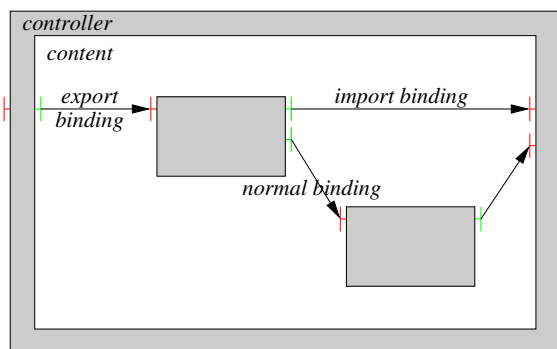 controller
content
export
binding
import binding
normal binding